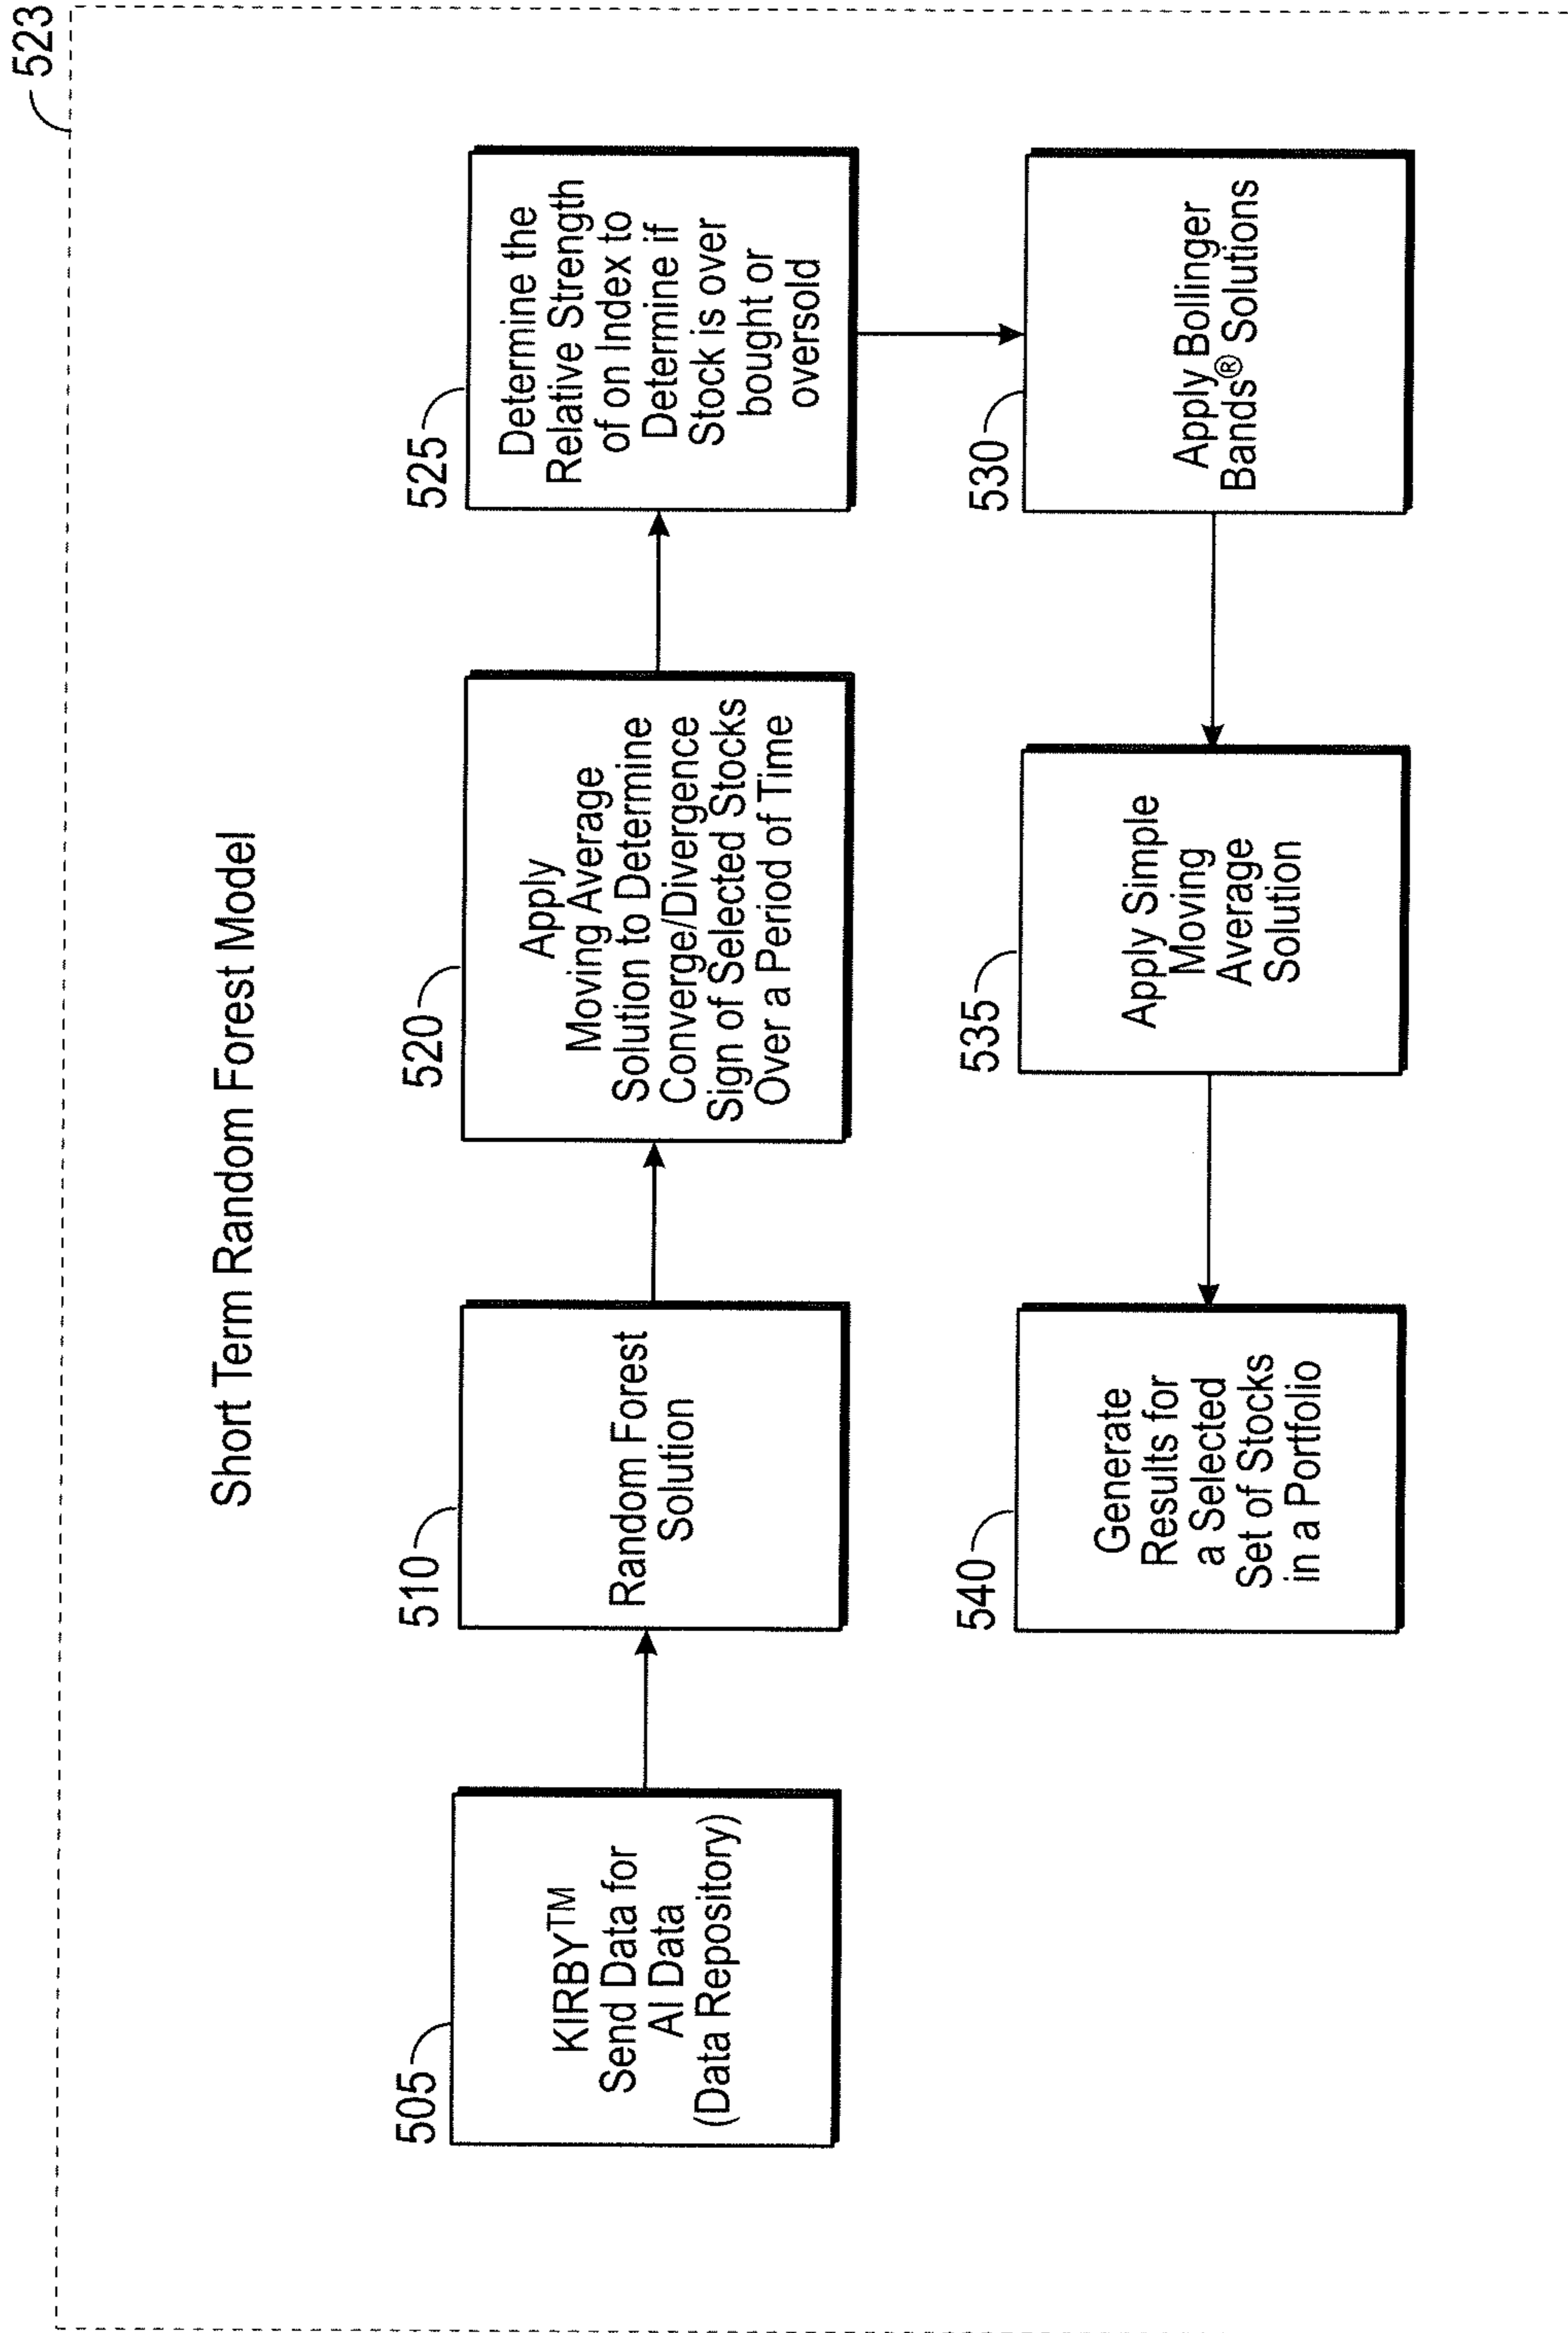 523
Short Term Random Forest Model
505
KIRBY™
Send Data for
AI Data
(Data Repository)
510
Random Forest
Solution
520
Apply
Moving Average
Solution to Determine
Converge/Divergence
Sign of Selected Stocks
Over a Period of Time
525
Determine the
Relative Strength
of on Index to
Determine if
Stock is over
bought or
oversold
530
Apply Bollinger
Bands® Solutions
535
Apply Simple
Moving
Average
Solution
540
Generate
Results for
a Selected
Set of Stocks
in a Portfolio